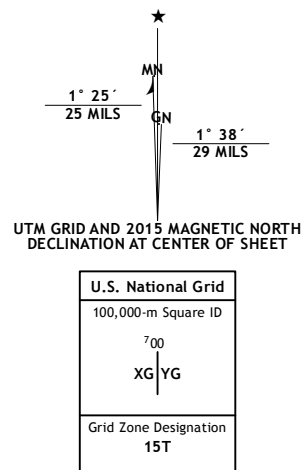 ★
MN
1° 25´
25 MILS
GN
1° 38´
29 MILS
UTM GRID AND 2015 MAGNETIC NORTH
DECLINATION AT CENTER OF SHEET
U.S. National Grid
100,000-m Square ID
⁷00
XG YG
Grid Zone Designation
15T